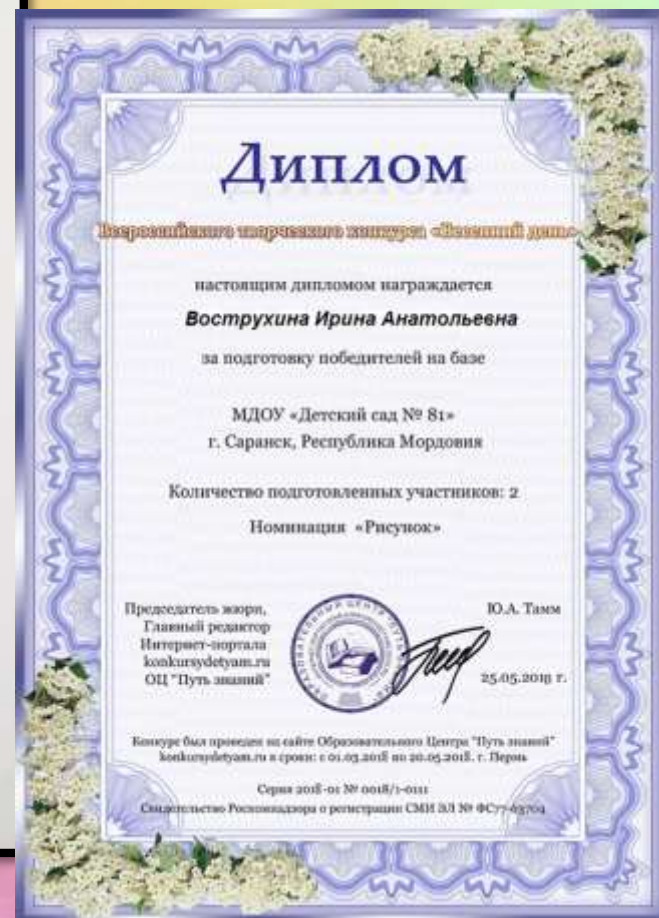 Диплом
Всероссийского творческого конкурса «Весенний день»
настоящим дипломом награждается
Вострухина Ирина Анатольевна
за подготовку победителей на базе
МДОУ «Детский сад № 81»
г. Саранск, Республика Мордовия
Количество подготовленных участников: 2
Номинация «Рисунок»
Председатель жюри,
Главный редактор
Интернет-портала
konkursydetyam.ru
ОЦ "Путь знаний"
Ю.А. Тамм
25.05.2018 г.
Конкурс был проведен на сайте Образовательного Центра "Путь знаний"
konkursydetyam.ru в сроки: с 01.03.2018 по 20.05.2018. г. Пермь
Серия 2018-01 № 0018/1-0111
Свидетельство Роскомнадзора о регистрации СМИ ЭЛ № ФС77-63704